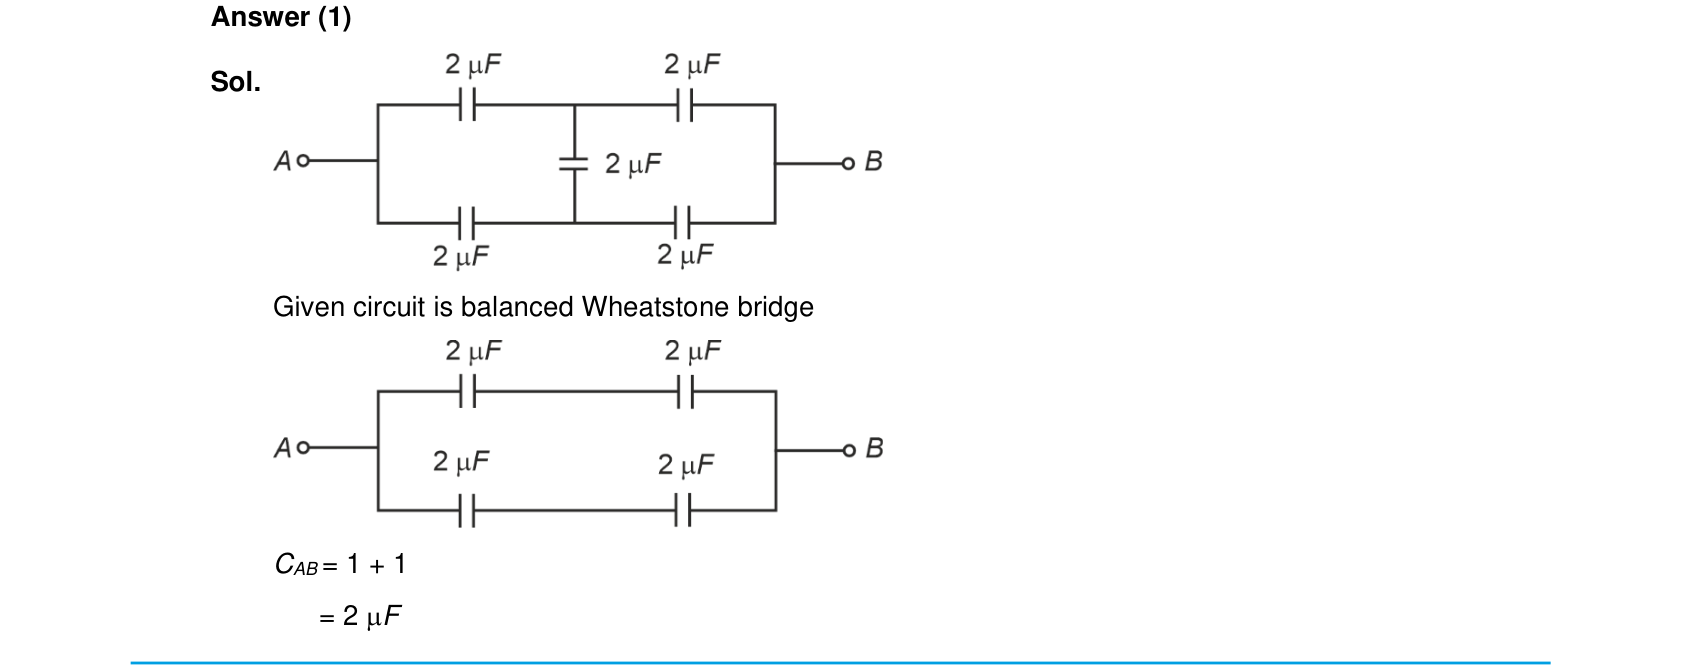 Answer (1)
2 μF 2 μF
Sol.
A 2 μF B
2 μF 2 μF
Given circuit is balanced Wheatstone bridge
2 μF 2 μF
A B
2 μF 2 μF
C_AB = 1 + 1
= 2 μF